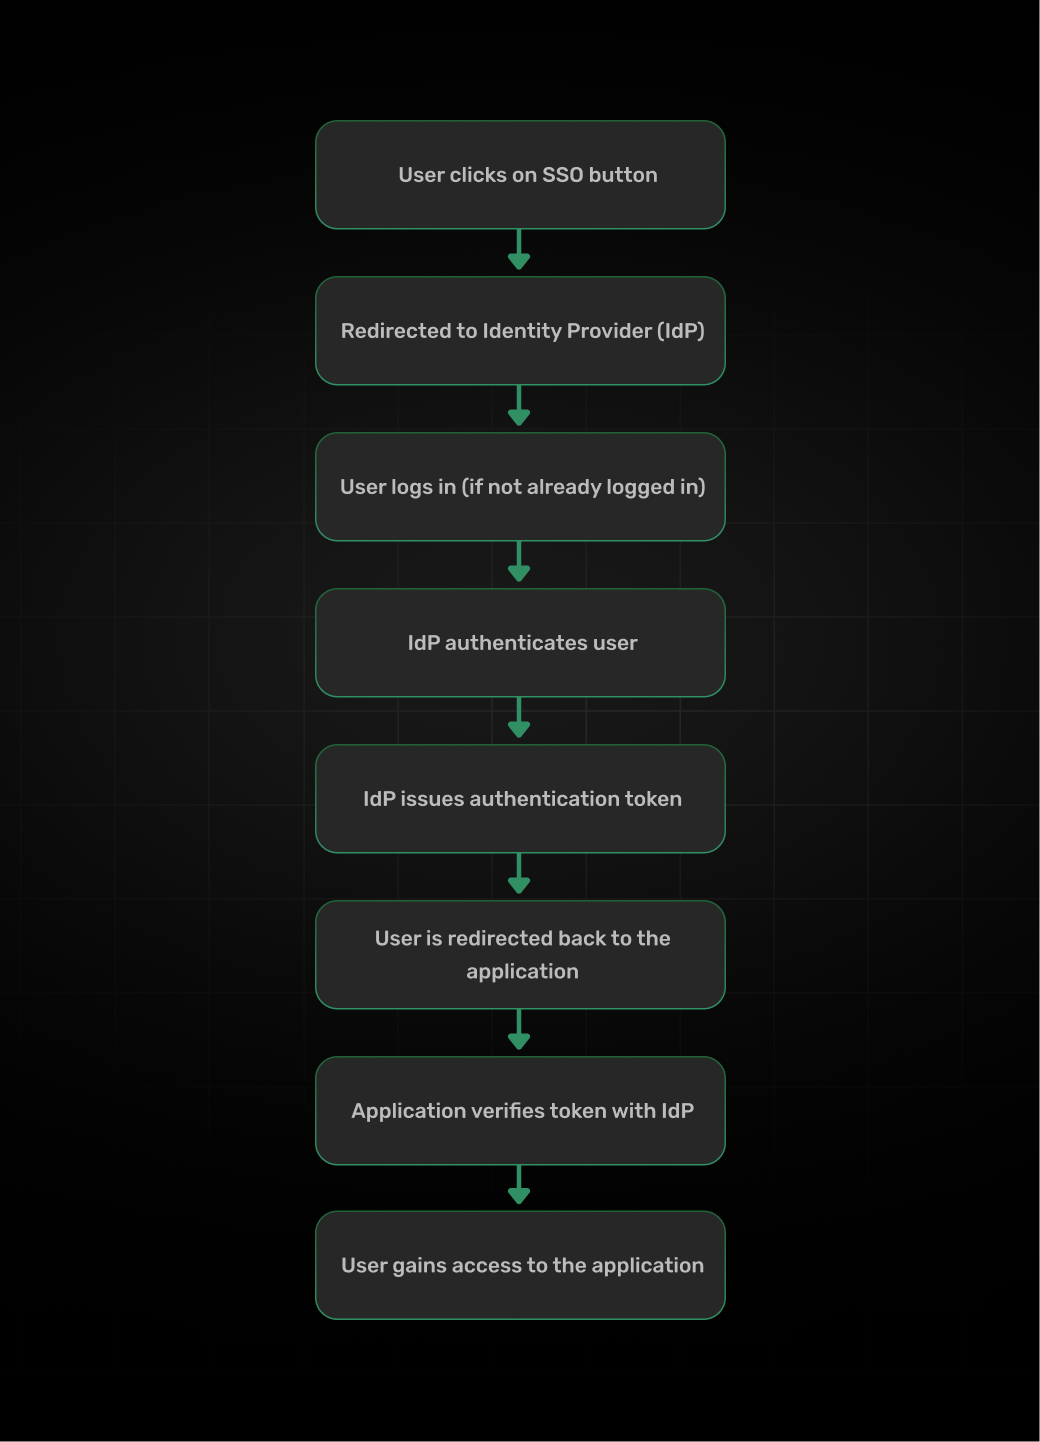 User clicks on SSO button
Redirected to Identity Provider (IdP)
User logs in (if not already logged in)
IdP authenticates user
IdP issues authentication token
User is redirected back to the
application
Application verifies token with IdP
User gains access to the application